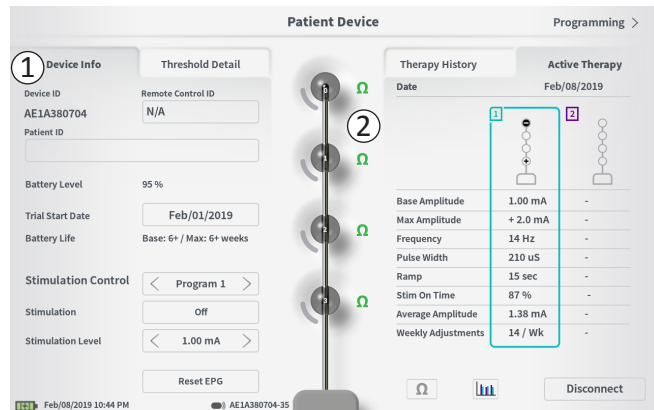 Patient Device
Programming >
1
Device Info
Threshold Detail
Device ID
Remote Control ID
AE1A380704
N/A
Patient ID
Battery Level 95 %
Trial Start Date Feb/01/2019
Battery Life Base: 6+ / Max: 6+ weeks
Stimulation Control < Program 1 >
Stimulation Off
Stimulation Level < 1.00 mA >
Reset EPG
Feb/08/2019 10:44 PM AE1A380704-35
0 Ω
2
1 Ω
2 Ω
3 Ω
Therapy History
Active Therapy
Date Feb/08/2019
1 2
Base Amplitude 1.00 mA -
Max Amplitude + 2.0 mA -
Frequency 14 Hz -
Pulse Width 210 uS -
Ramp 15 sec -
Stim On Time 87 % -
Average Amplitude 1.38 mA -
Weekly Adjustments 14 / Wk -
Ω
Disconnect